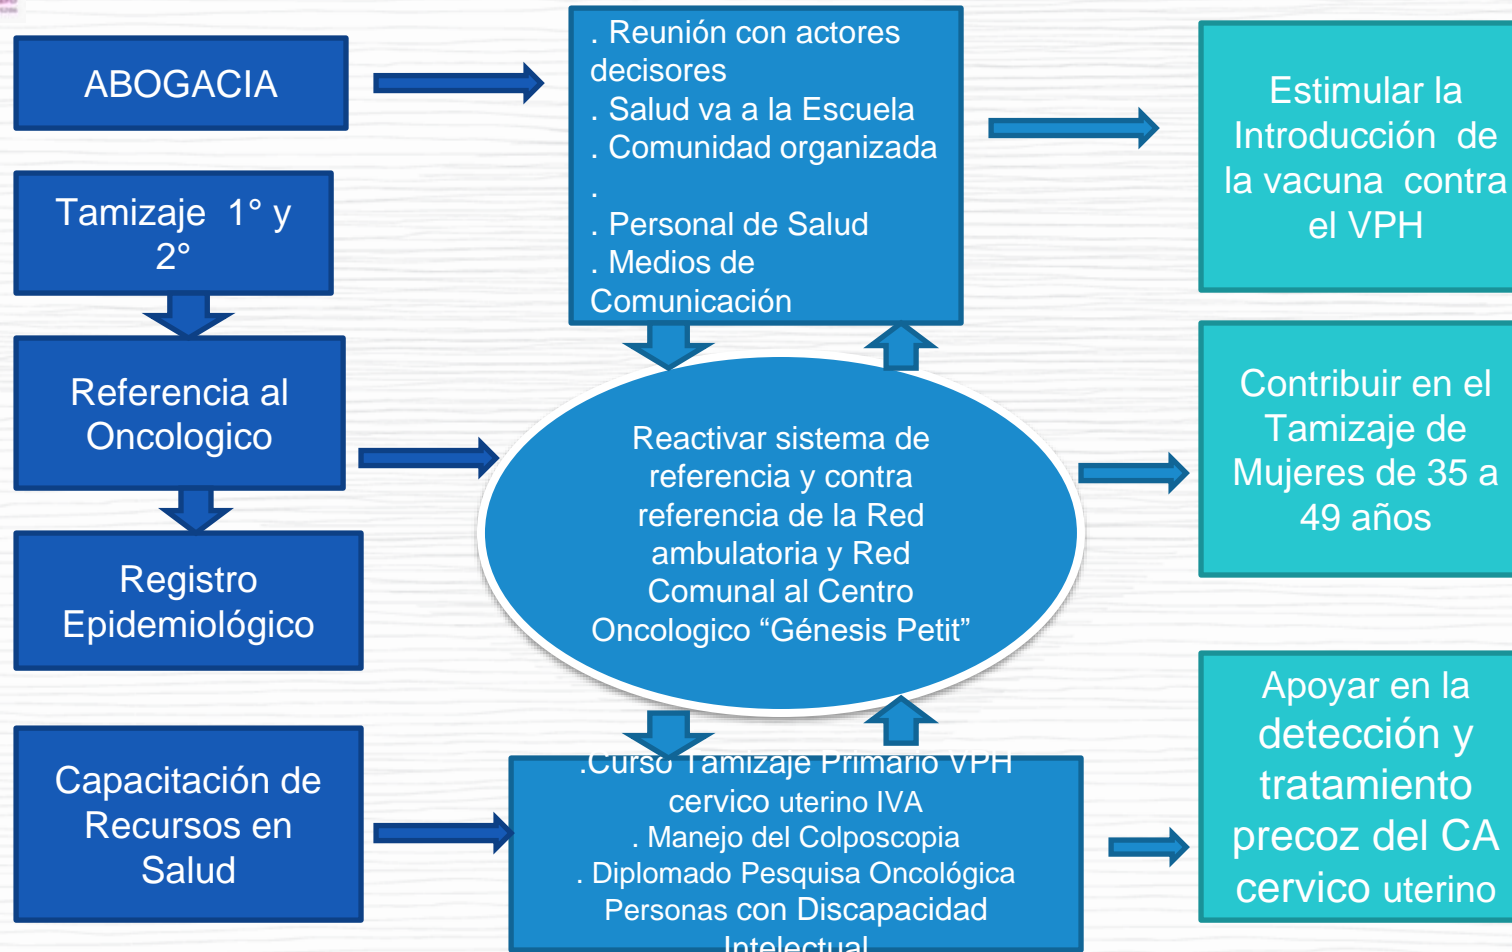 ABOGACIA
. Reunión con actores
decisores
. Salud va a la Escuela
. Comunidad organizada
.
. Personal de Salud
. Medios de
Comunicación
Estimular la
Introducción de
la vacuna contra
el VPH
Tamizaje 1° y
2°
Referencia al
Oncologico
Registro
Epidemiológico
Reactivar sistema de
referencia y contra
referencia de la Red
ambulatoria y Red
Comunal al Centro
Oncologico “Génesis Petit”
Contribuir en el
Tamizaje de
Mujeres de 35 a
49 años
Capacitación de
Recursos en
Salud
.Curso Tamizaje Primario VPH
cervico uterino IVA
. Manejo del Colposcopia
. Diplomado Pesquisa Oncológica
Personas con Discapacidad
Intelectual
Apoyar en la
detección y
tratamiento
precoz del CA
cervico uterino